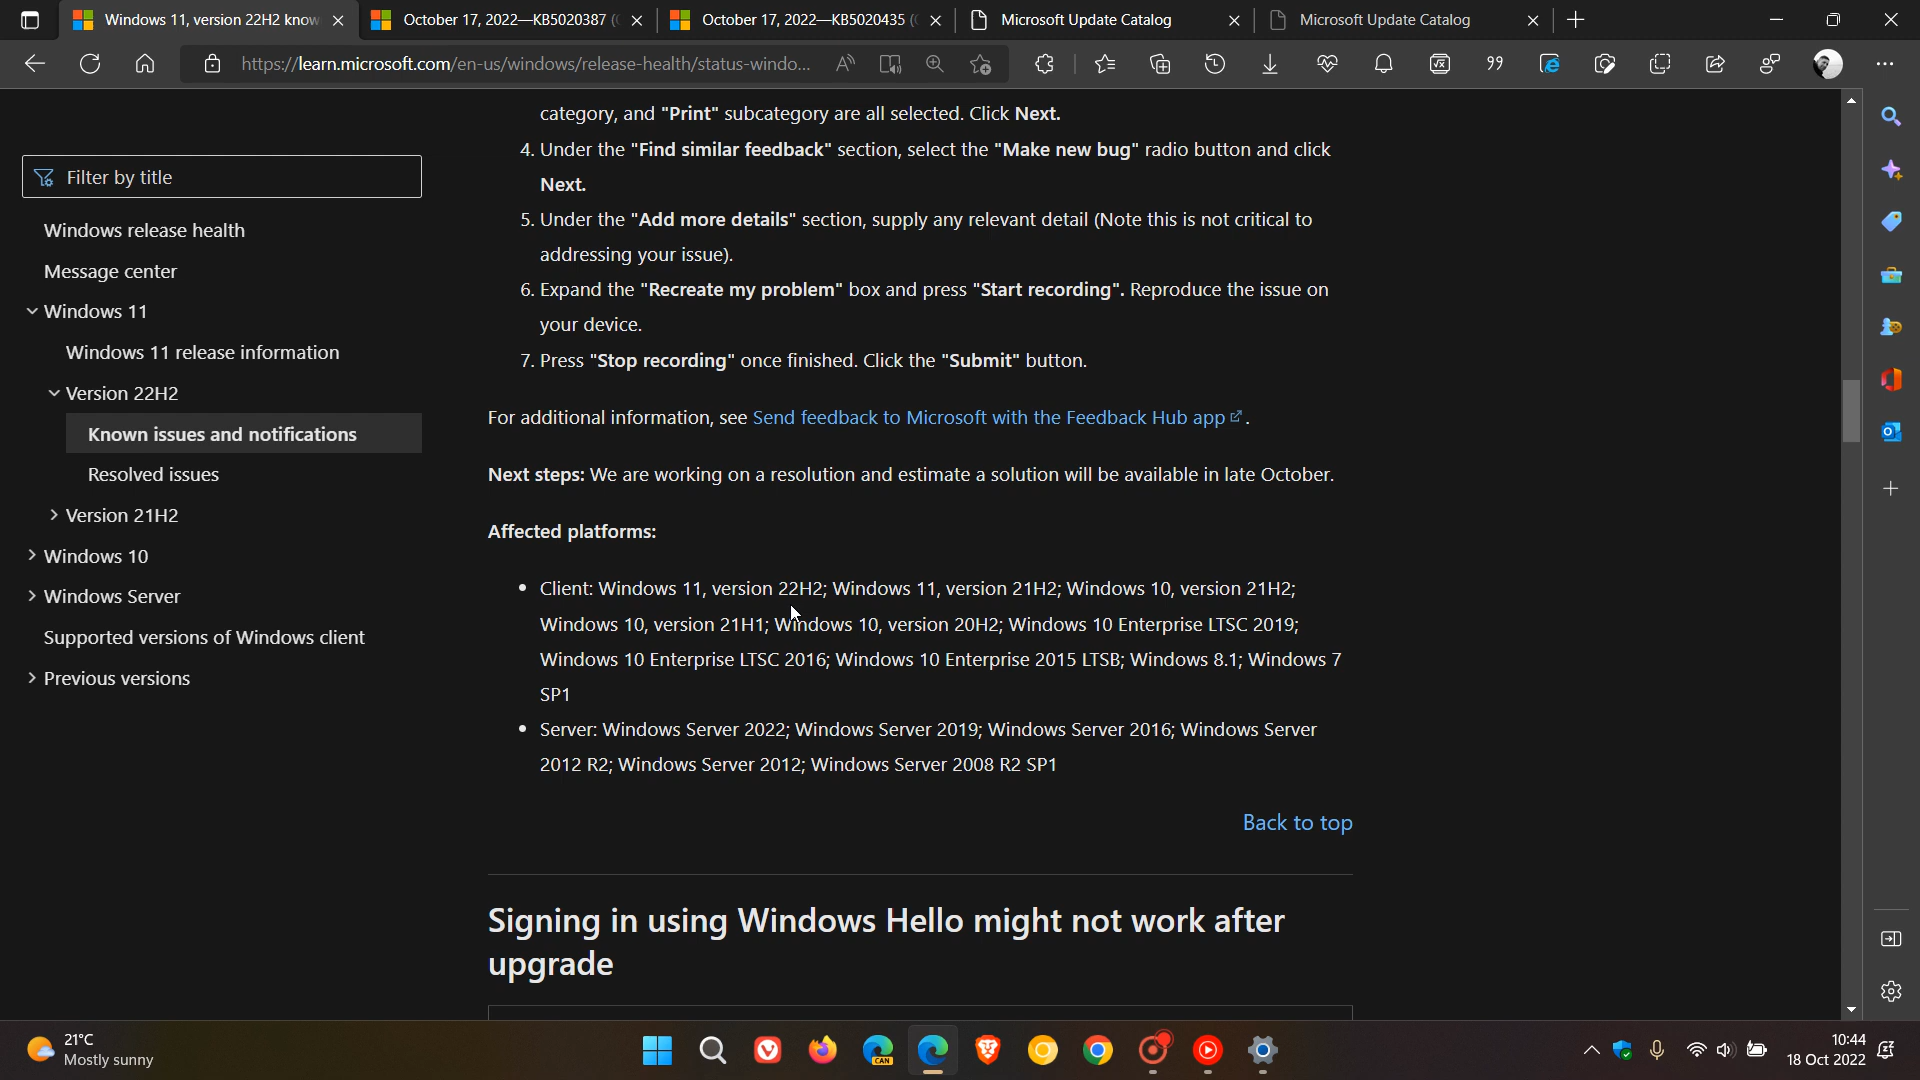 Windows 11, version 22H2 know
October 17, 2022—KB5020387 (
October 17, 2022—KB5020435 (
Microsoft Update Catalog
Microsoft Update Catalog
https://learn.microsoft.com/en-us/windows/release-health/status-windo...
Filter by title
Windows release health
Message center
Windows 11
Windows 11 release information
Version 22H2
Known issues and notifications
Resolved issues
Version 21H2
Windows 10
Windows Server
Supported versions of Windows client
Previous versions
category, and "Print" subcategory are all selected. Click Next.
4. Under the "Find similar feedback" section, select the "Make new bug" radio button and click
Next.
5. Under the "Add more details" section, supply any relevant detail (Note this is not critical to
addressing your issue).
6. Expand the "Recreate my problem" box and press "Start recording". Reproduce the issue on
your device.
7. Press "Stop recording" once finished. Click the "Submit" button.
For additional information, see Send feedback to Microsoft with the Feedback Hub app.
Next steps: We are working on a resolution and estimate a solution will be available in late October.
Affected platforms:
• Client: Windows 11, version 22H2; Windows 11, version 21H2; Windows 10, version 21H2;
Windows 10, version 21H1; Windows 10, version 20H2; Windows 10 Enterprise LTSC 2019;
Windows 10 Enterprise LTSC 2016; Windows 10 Enterprise 2015 LTSB; Windows 8.1; Windows 7
SP1
• Server: Windows Server 2022; Windows Server 2019; Windows Server 2016; Windows Server
2012 R2; Windows Server 2012; Windows Server 2008 R2 SP1
Back to top
Signing in using Windows Hello might not work after
upgrade
21°C
Mostly sunny
CAN
10:44
18 Oct 2022